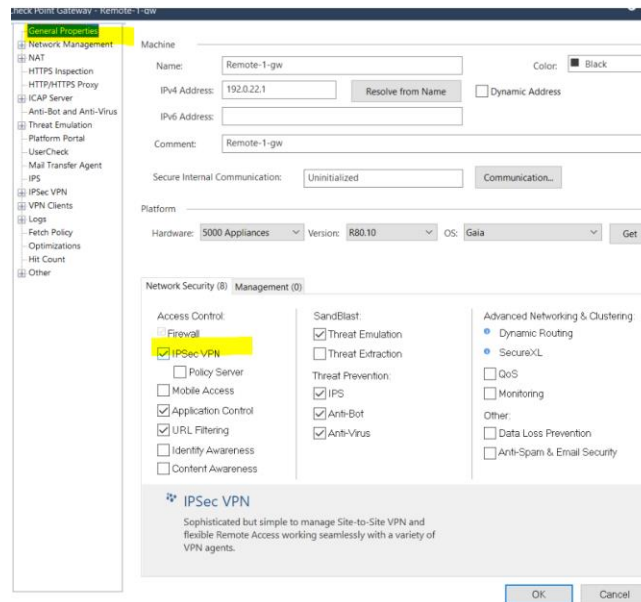 Check Point Gateway - Remote-1-gw
General Properties
Network Management
NAT
HTTPS Inspection
HTTP/HTTPS Proxy
ICAP Server
Anti-Bot and Anti-Virus
Threat Emulation
Platform Portal
UserCheck
Mail Transfer Agent
IPS
IPSec VPN
VPN Clients
Logs
Fetch Policy
Optimizations
Hit Count
Other
Machine
Name: Remote-1-gw Color: Black
IPv4 Address: 192.0.22.1 Resolve from Name Dynamic Address
IPv6 Address:
Comment: Remote-1-gw
Secure Internal Communication: Uninitialized Communication...
Platform
Hardware: 5000 Appliances Version: R80.10 OS: Gaia Get
Network Security (8) Management (0)
Access Control:
Firewall
IPSec VPN
Policy Server
Mobile Access
Application Control
URL Filtering
Identity Awareness
Content Awareness
SandBlast:
Threat Emulation
Threat Extraction
Threat Prevention:
IPS
Anti-Bot
Anti-Virus
Advanced Networking & Clustering:
Dynamic Routing
SecureXL
QoS
Monitoring
Other:
Data Loss Prevention
Anti-Spam & Email Security
IPSec VPN
Sophisticated but simple to manage Site-to-Site VPN and
flexible Remote Access working seamlessly with a variety of
VPN agents.
OK Cancel